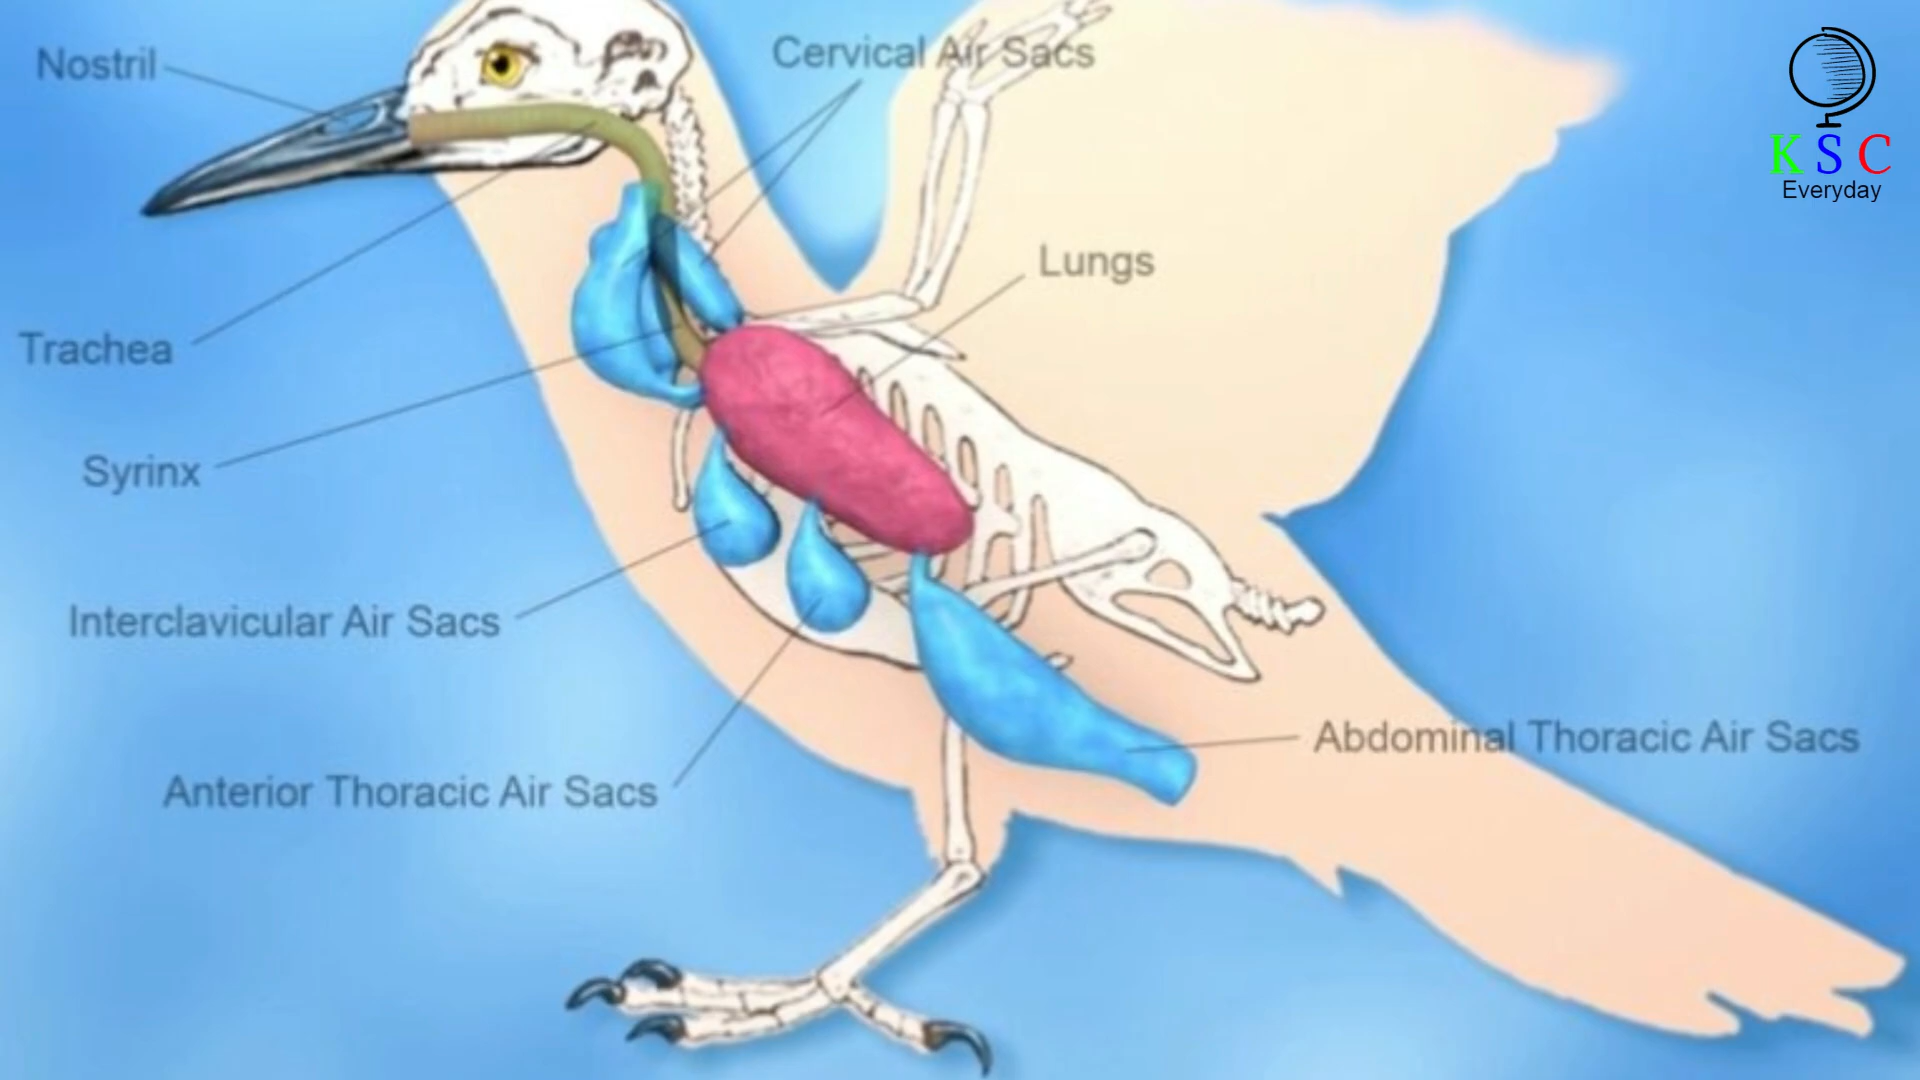 Nostril
Cervical Air Sacs
K S C
Everyday
Lungs
Trachea
Syrinx
Interclavicular Air Sacs
Abdominal Thoracic Air Sacs
Anterior Thoracic Air Sacs